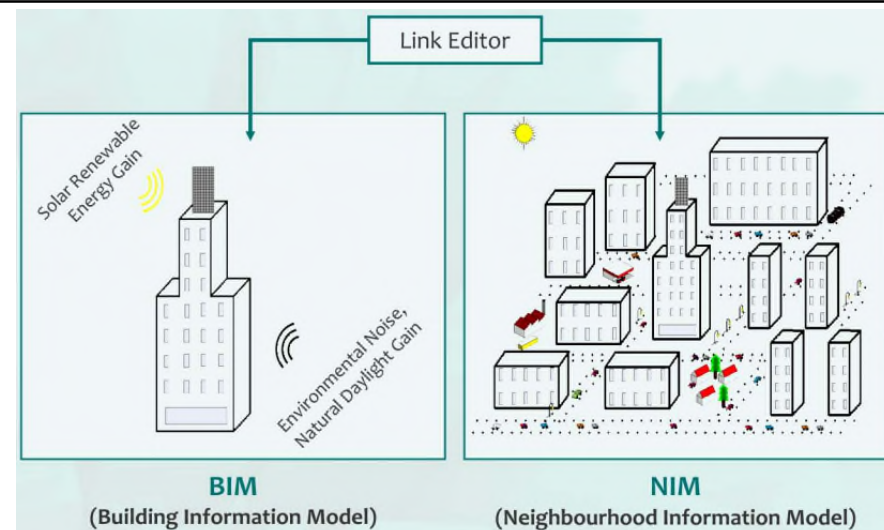 Link Editor
Solar Renewable
Energy Gain
Environmental Noise,
Natural Daylight Gain
BIM
(Building Information Model)
NIM
(Neighbourhood Information Model)